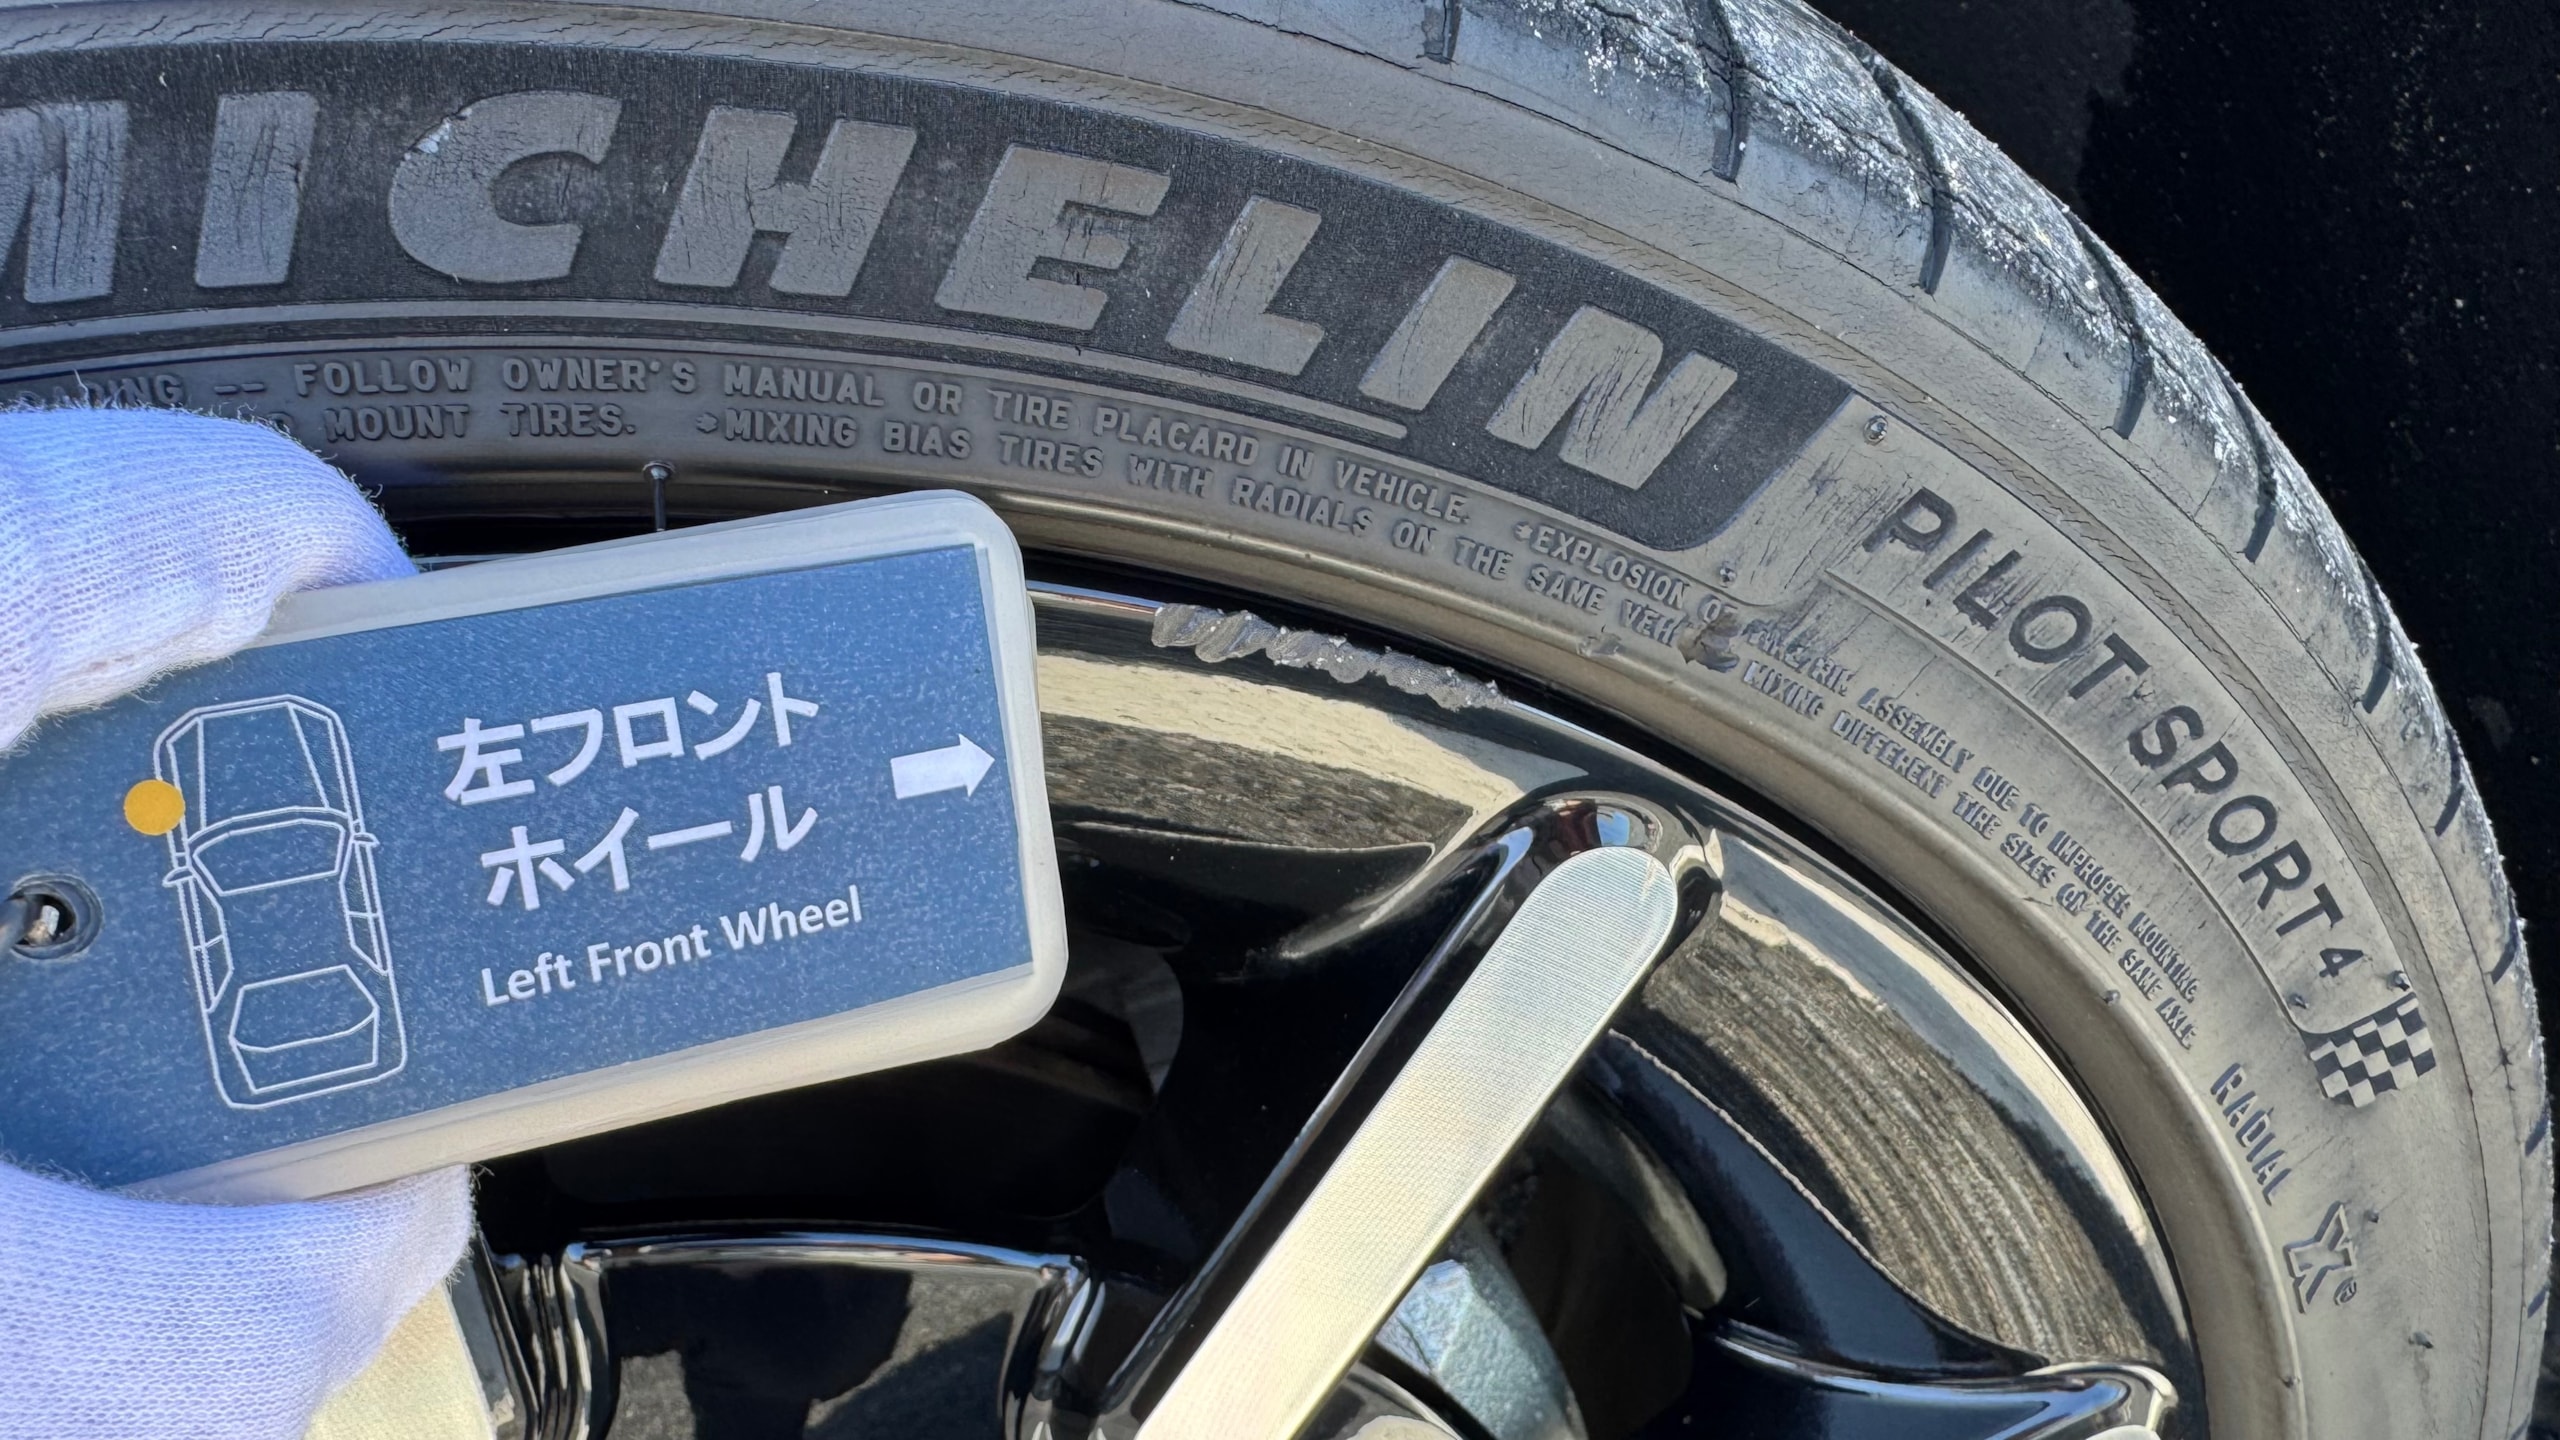 MICHELIN
PILOT SPORT 4
FOLLOW OWNER'S MANUAL OR TIRE PLACARD IN VEHICLE. *EXPLOSION OF TIRE/RIM ASSEMBLY DUE TO IMPROPER MOUNTING
MOUNT TIRES. *MIXING BIAS TIRES WITH RADIALS ON THE SAME VEH MIXING DIFFERENT TIRE SIZES ON THE SAME AXLE
RADIAL X
左フロント
ホイール
Left Front Wheel